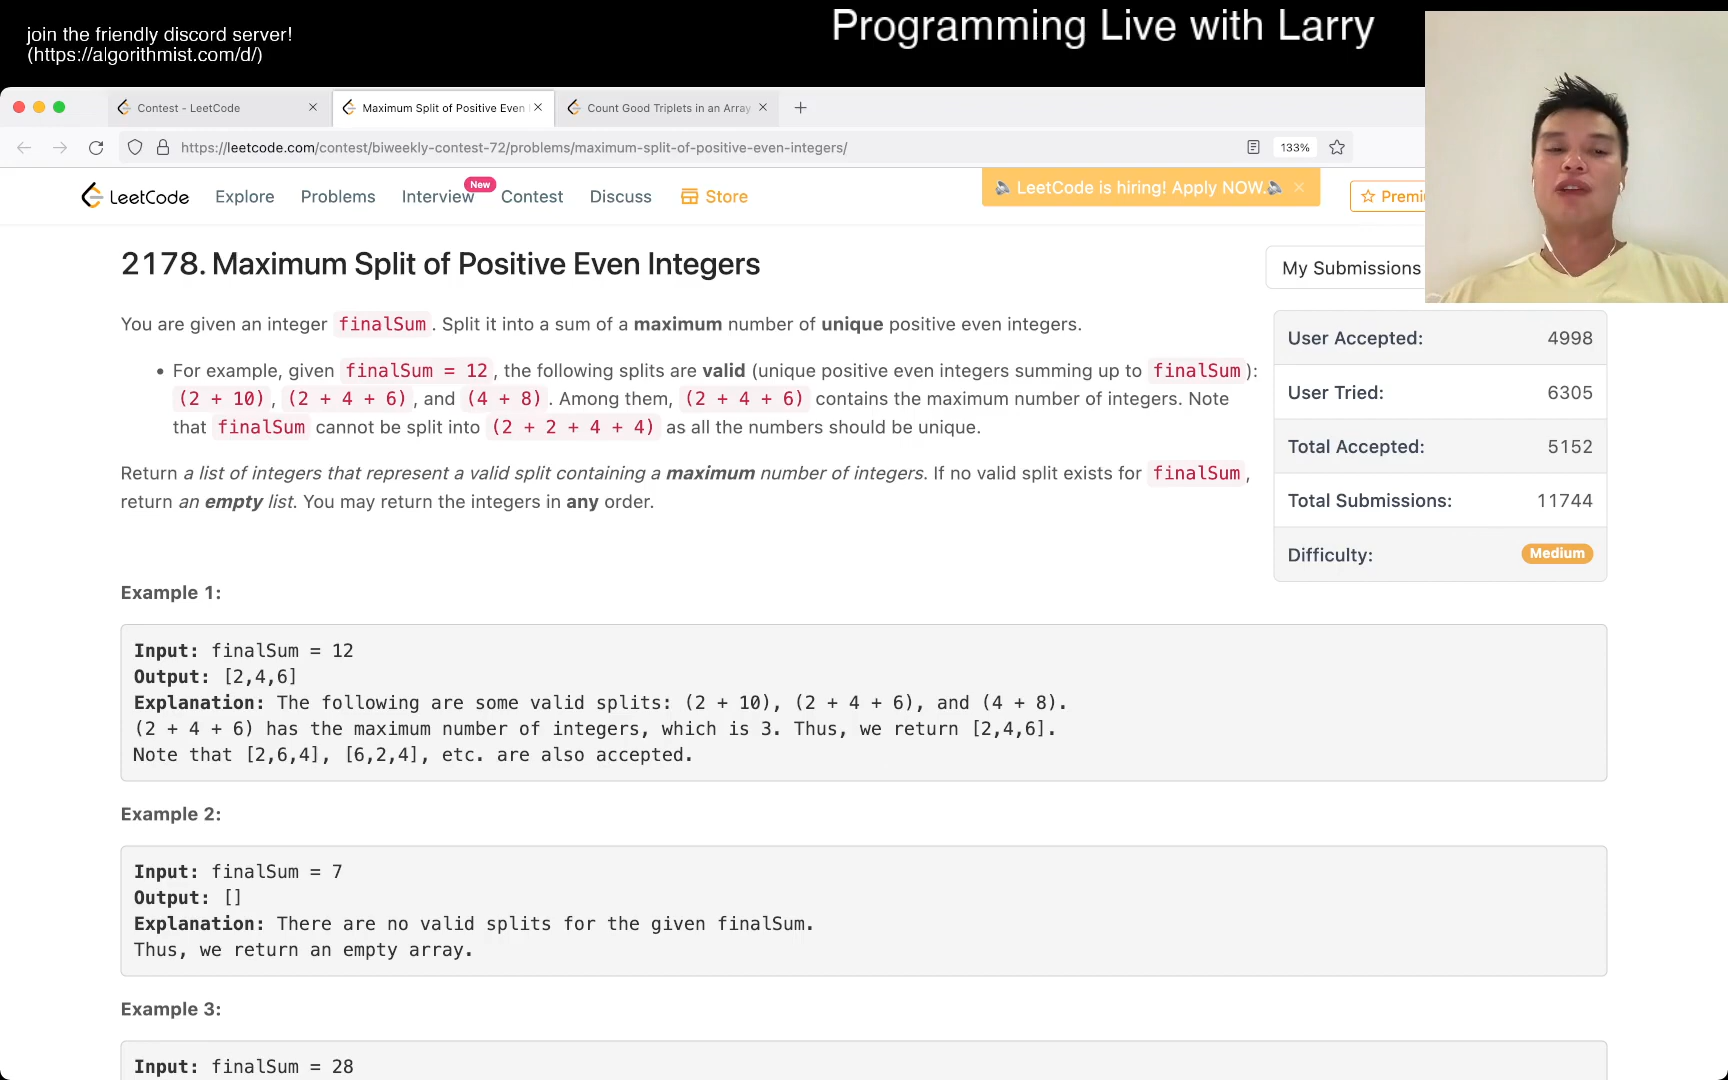 join the friendly discord server!
(https://algorithmist.com/d/)
Programming Live with Larry
Contest - LeetCode
Maximum Split of Positive Even
Count Good Triplets in an Array
https://leetcode.com/contest/biweekly-contest-72/problems/maximum-split-of-positive-even-integers/
133%
LeetCode
Explore
Problems
Interview
New
Contest
Discuss
Store
LeetCode is hiring! Apply NOW.
Premi
2178. Maximum Split of Positive Even Integers
My Submissions
You are given an integer finalSum. Split it into a sum of a maximum number of unique positive even integers.
• For example, given finalSum = 12, the following splits are valid (unique positive even integers summing up to finalSum):
(2 + 10), (2 + 4 + 6), and (4 + 8). Among them, (2 + 4 + 6) contains the maximum number of integers. Note
that finalSum cannot be split into (2 + 2 + 4 + 4) as all the numbers should be unique.
Return a list of integers that represent a valid split containing a maximum number of integers. If no valid split exists for finalSum,
return an empty list. You may return the integers in any order.
User Accepted: 4998
User Tried: 6305
Total Accepted: 5152
Total Submissions: 11744
Difficulty: Medium
Example 1:
Input: finalSum = 12
Output: [2,4,6]
Explanation: The following are some valid splits: (2 + 10), (2 + 4 + 6), and (4 + 8).
(2 + 4 + 6) has the maximum number of integers, which is 3. Thus, we return [2,4,6].
Note that [2,6,4], [6,2,4], etc. are also accepted.
Example 2:
Input: finalSum = 7
Output: []
Explanation: There are no valid splits for the given finalSum.
Thus, we return an empty array.
Example 3:
Input: finalSum = 28